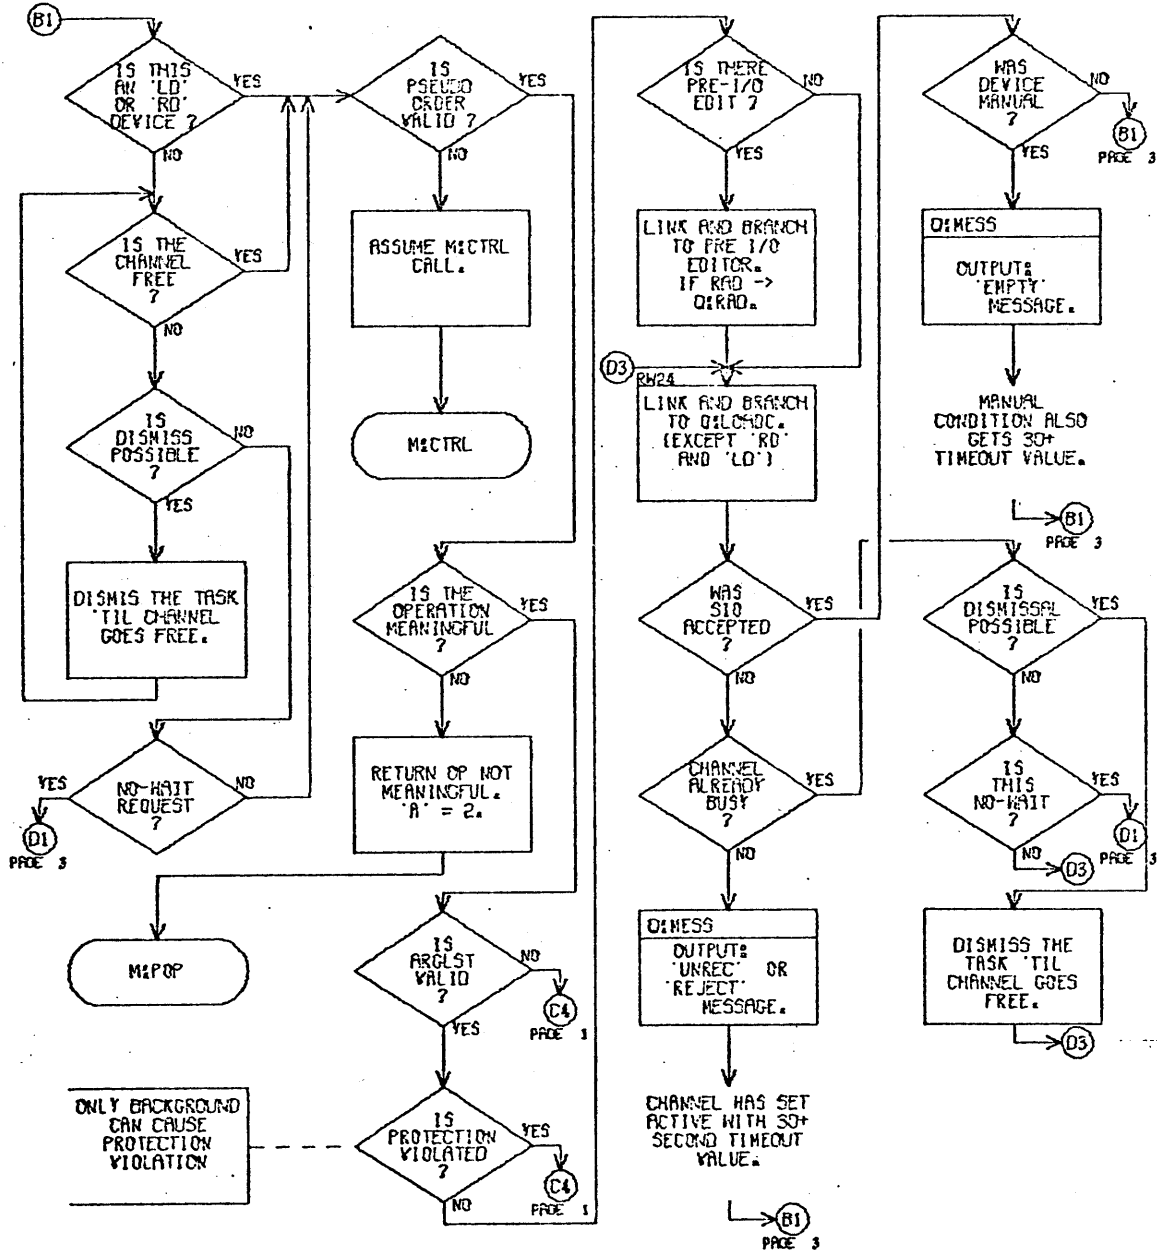 B1
IS THIS
AN 'LD'
OR 'RD'
DEVICE ?
YES
NO
IS THE
CHANNEL
FREE
?
YES
NO
IS
DISMISS
POSSIBLE
?
NO
YES
DISMIS THE TASK
'TIL CHANNEL
GOES FREE.
NO-WAIT
REQUEST
?
YES
NO
D1
PAGE 3
M:POP
ONLY BACKGROUND
CAN CAUSE
PROTECTION
VIOLATION
IS
PSEUDO
ORDER
VALID ?
YES
NO
ASSUME M:CTRL
CALL.
M:CTRL
IS THE
OPERATION
MEANINGFUL
?
YES
NO
RETURN OP NOT
MEANINGFUL.
'A' = 2.
IS
ARGLST
VALID
?
NO
YES
C4
PAGE 1
IS
PROTECTION
VIOLATED
?
YES
NO
C4
PAGE 1
IS THERE
PRE-I/O
EDIT ?
NO
YES
LINK AND BRANCH
TO PRE I/O
EDITOR.
IF RAD ->
Q:RAD.
D3
RW24
LINK AND BRANCH
TO Q:LOADC.
(EXCEPT 'RD'
AND 'LD')
WAS
SIO
ACCEPTED
?
YES
NO
CHANNEL
ALREADY
BUSY
?
YES
NO
Q:MESS
OUTPUT:
'UNREC' OR
'REJECT'
MESSAGE.
CHANNEL HAS SET
ACTIVE WITH 30+
SECOND TIMEOUT
VALUE.
B1
PAGE 3
WAS
DEVICE
MANUAL
?
NO
YES
B1
PAGE 3
Q:MESS
OUTPUT:
'EMPTY'
MESSAGE.
MANUAL
CONDITION ALSO
GETS 30+
TIMEOUT VALUE.
B1
PAGE 3
IS
DISMISSAL
POSSIBLE
?
YES
NO
IS
THIS
NO-WAIT
?
YES
NO
D1
PAGE 3
D3
DISMISS THE
TASK 'TIL
CHANNEL GOES
FREE.
D3